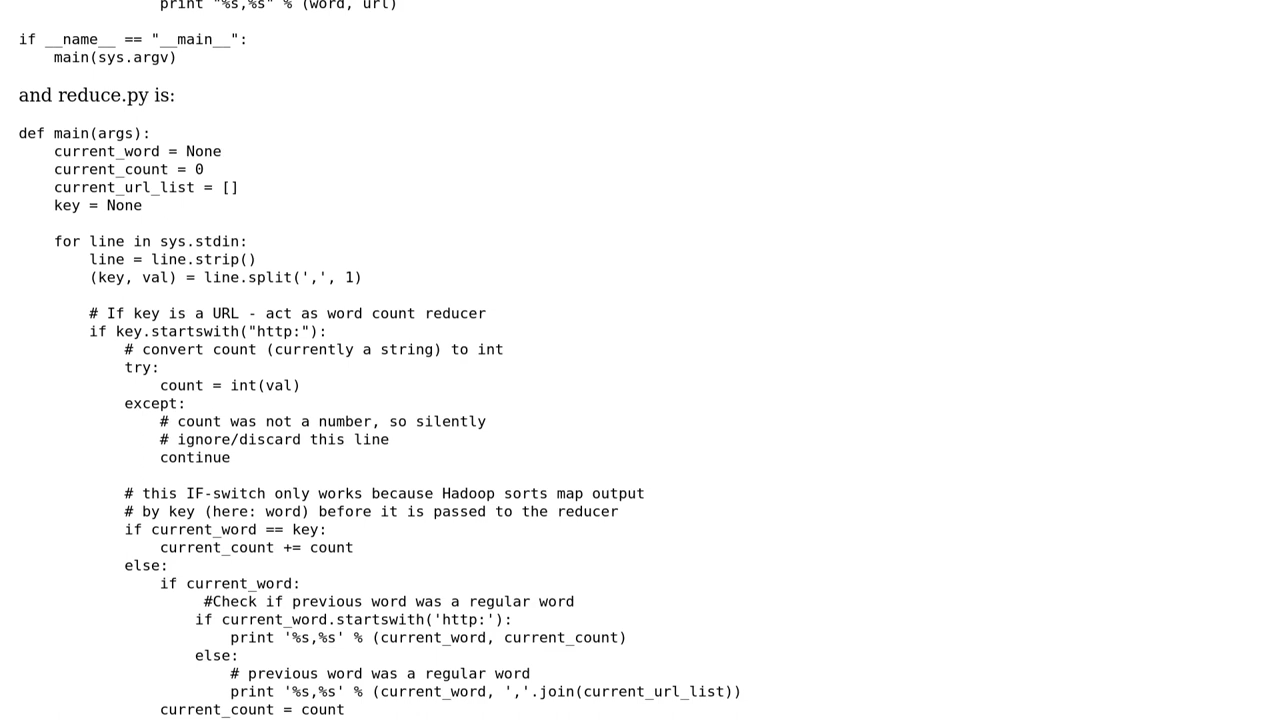 print "%s,%s" % (word, url)
if __name__ == "__main__":
    main(sys.argv)
and reduce.py is:
def main(args):
    current_word = None
    current_count = 0
    current_url_list = []
    key = None
    for line in sys.stdin:
        line = line.strip()
        (key, val) = line.split(',', 1)
        # If key is a URL - act as word count reducer
        if key.startswith("http:"):
            # convert count (currently a string) to int
            try:
                count = int(val)
            except:
                # count was not a number, so silently
                # ignore/discard this line
                continue
            # this IF-switch only works because Hadoop sorts map output
            # by key (here: word) before it is passed to the reducer
            if current_word == key:
                current_count += count
            else:
                if current_word:
                     #Check if previous word was a regular word
                    if current_word.startswith('http:'):
                        print '%s,%s' % (current_word, current_count)
                    else:
                        # previous word was a regular word
                        print '%s,%s' % (current_word, ','.join(current_url_list))
                current_count = count